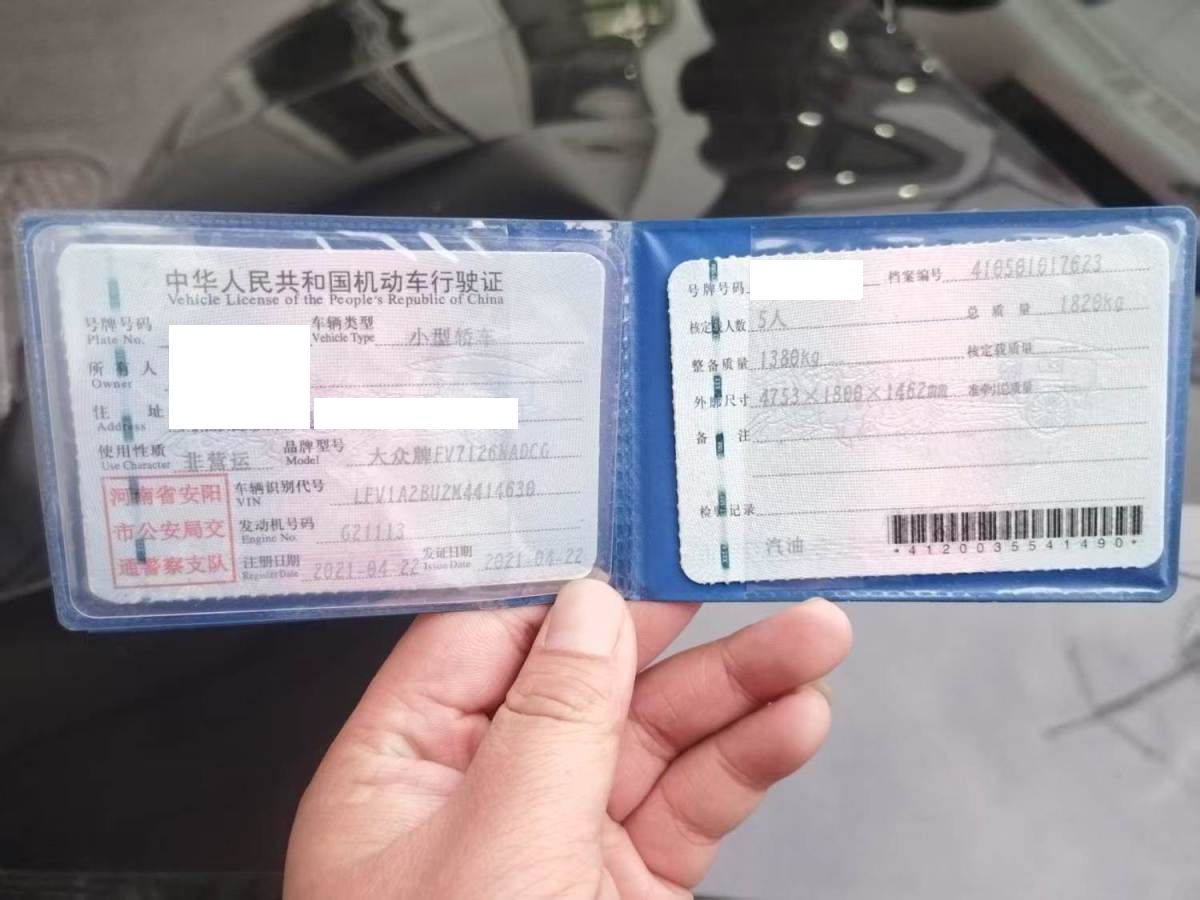 中华人民共和国机动车行驶证
Vehicle License of the People's Republic of China
号牌号码
Plate No.
车辆类型 小型轿车
Vehicle Type
所有人
Owner
住址
Address
使用性质 非营运
Use Character
品牌型号 大众牌FV7126NADCG
Model
河南省安阳
市公安局交
通警察支队
车辆识别代号 LFV1A2BU2M4414630
VIN
发动机号码 G21113
Engine No.
注册日期 2021-04-22
Register Date
发证日期 2021-04-22
Issue Date
号牌号码
档案编号 410501017623
核定载人数 5人
总质量 1820kg
整备质量 1380kg
核定载质量
外廓尺寸 4753×1800×1462mm
准牵引总质量
备注
检验记录
汽油
*4120035541490*